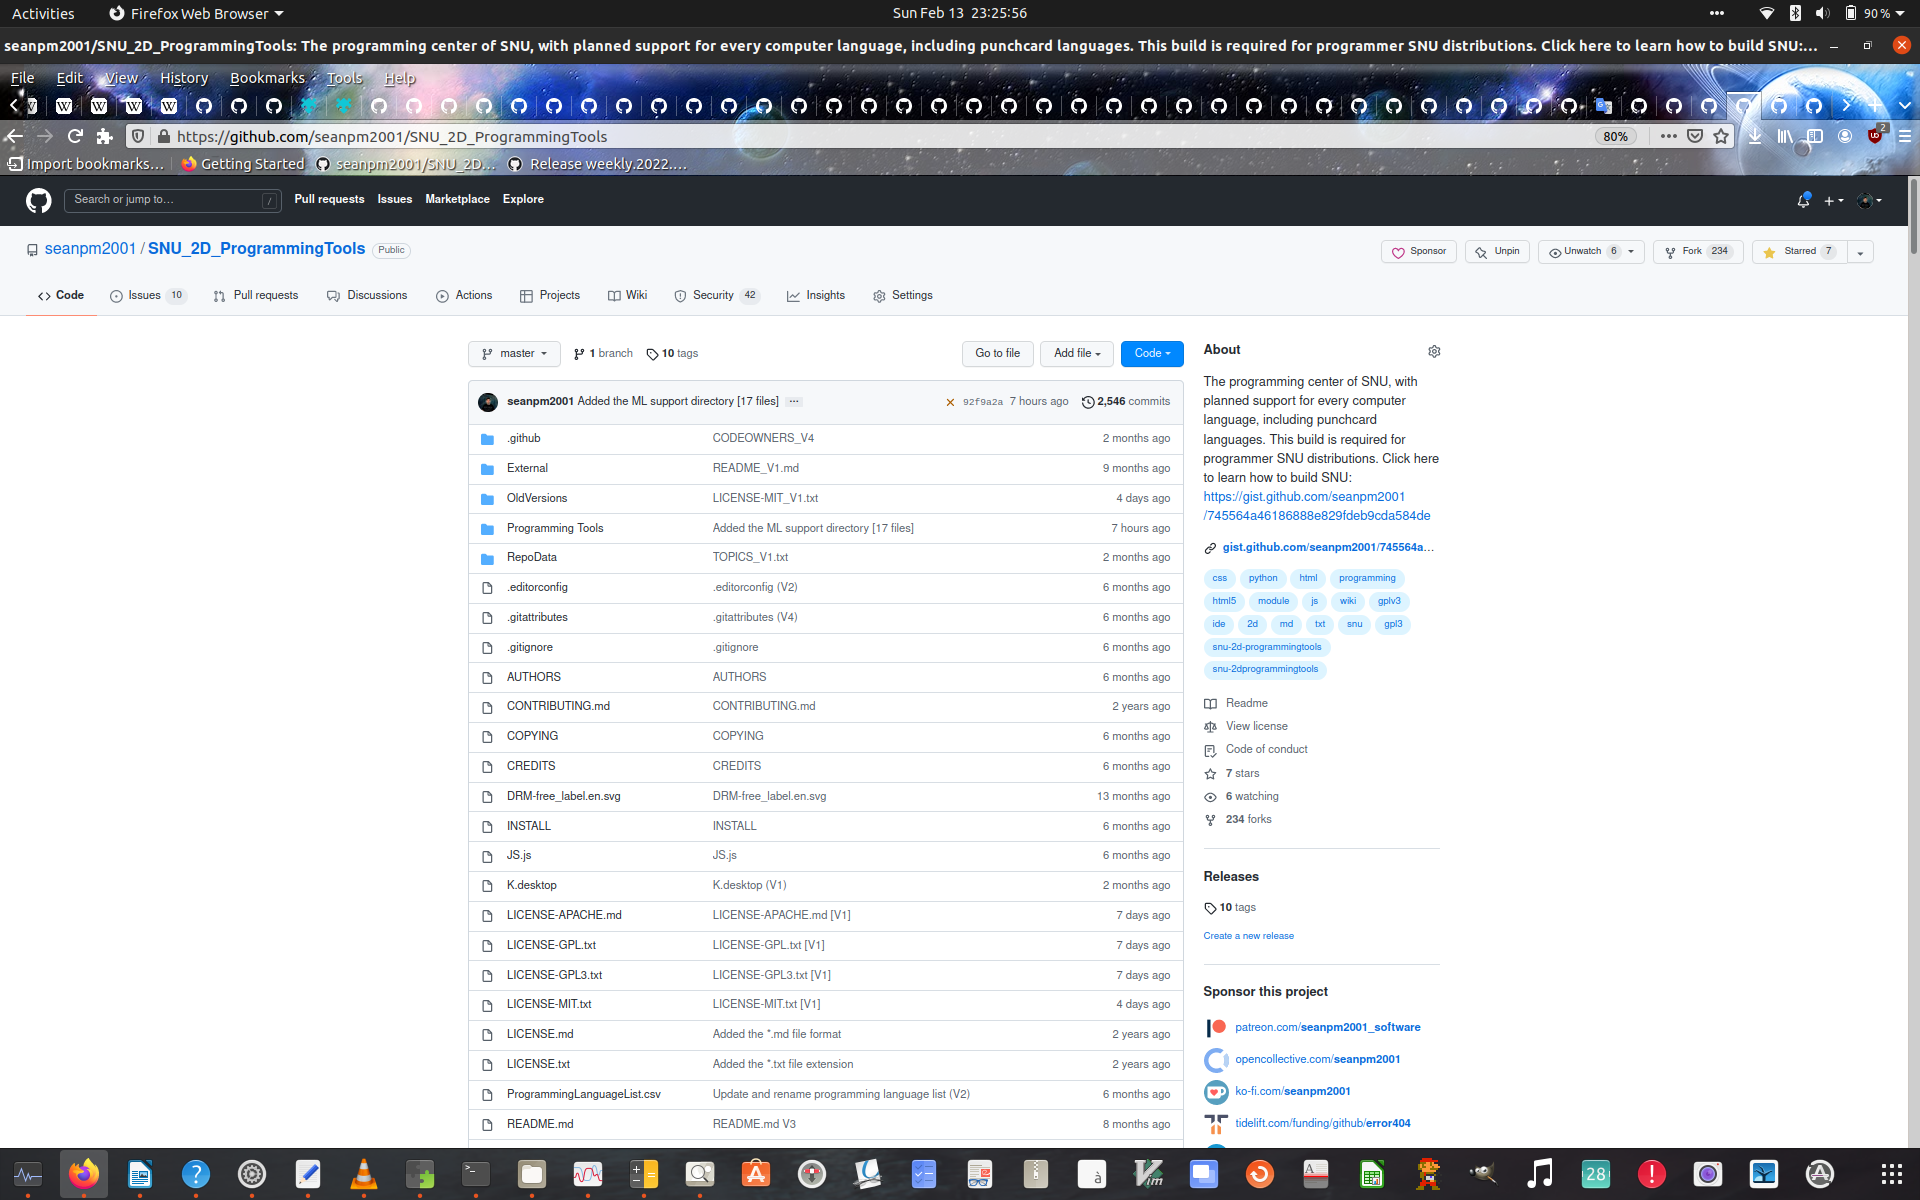 Activities Firefox Web Browser Sun Feb 13 23:25:56 90 %
seanpm2001/SNU_2D_ProgrammingTools: The programming center of SNU, with planned support for every computer language, including punchcard languages. This build is required for programmer SNU distributions. Click here to learn how to build SNU:...
File Edit View History Bookmarks Tools Help
https://github.com/seanpm2001/SNU_2D_ProgrammingTools 80% 2
Import bookmarks... Getting Started seanpm2001/SNU_2D... Release weekly.2022....
Search or jump to... / Pull requests Issues Marketplace Explore
seanpm2001 / SNU_2D_ProgrammingTools Public Sponsor Unpin Unwatch 6 Fork 234 Starred 7
Code Issues 10 Pull requests Discussions Actions Projects Wiki Security 42 Insights Settings
master 1 branch 10 tags Go to file Add file Code
seanpm2001 Added the ML support directory [17 files] ... 92f9a2a 7 hours ago 2,546 commits
.github CODEOWNERS_V4 2 months ago
External README_V1.md 9 months ago
OldVersions LICENSE-MIT_V1.txt 4 days ago
Programming Tools Added the ML support directory [17 files] 7 hours ago
RepoData TOPICS_V1.txt 2 months ago
.editorconfig .editorconfig (V2) 6 months ago
.gitattributes .gitattributes (V4) 6 months ago
.gitignore .gitignore 6 months ago
AUTHORS AUTHORS 6 months ago
CONTRIBUTING.md CONTRIBUTING.md 2 years ago
COPYING COPYING 6 months ago
CREDITS CREDITS 6 months ago
DRM-free_label.en.svg DRM-free_label.en.svg 13 months ago
INSTALL INSTALL 6 months ago
JS.js JS.js 6 months ago
K.desktop K.desktop (V1) 2 months ago
LICENSE-APACHE.md LICENSE-APACHE.md [V1] 7 days ago
LICENSE-GPL.txt LICENSE-GPL.txt [V1] 7 days ago
LICENSE-GPL3.txt LICENSE-GPL3.txt [V1] 7 days ago
LICENSE-MIT.txt LICENSE-MIT.txt [V1] 4 days ago
LICENSE.md Added the *.md file format 2 years ago
LICENSE.txt Added the *.txt file extension 2 years ago
ProgrammingLanguageList.csv Update and rename programming language list (V2) 6 months ago
README.md README.md V3 8 months ago
About
The programming center of SNU, with
planned support for every computer
language, including punchcard
languages. This build is required for
programmer SNU distributions. Click here
to learn how to build SNU:
https://gist.github.com/seanpm2001
/745564a46186888e829fdeb9cda584de
gist.github.com/seanpm2001/745564a...
css python html programming
html5 module js wiki gplv3
ide 2d md txt snu gpl3
snu-2d-programmingtools
snu-2dprogrammingtools
Readme
View license
Code of conduct
7 stars
6 watching
234 forks
Releases
10 tags
Create a new release
Sponsor this project
patreon.com/seanpm2001_software
opencollective.com/seanpm2001
ko-fi.com/seanpm2001
tidelift.com/funding/github/error404
28